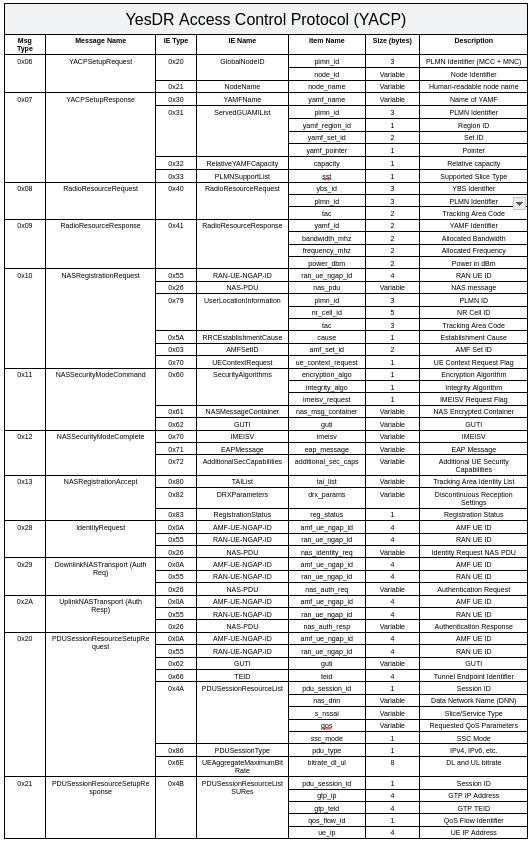 YesDR Access Control Protocol (YACP)
Msg Type Message Name IE Type IE Name Item Name Size (bytes) Description
0x06 YACPSetupRequest 0x20 GlobalNodeID plmn_id 3 PLMN Identifier (MCC + MNC)
node_id Variable Node Identifier
0x21 NodeName node_name Variable Human-readable node name
0x07 YACPSetupResponse 0x30 YAMFName yamf_name Variable Name of YAMF
0x31 ServedGUAMIList plmn_id 3 PLMN Identifier
yamf_region_id 1 Region ID
yamf_set_id 2 Set ID
yamf_pointer 1 Pointer
0x32 RelativeYAMFCapacity capacity 1 Relative capacity
0x33 PLMNSupportList sst 1 Supported Slice Type
0x08 RadioResourceRequest 0x40 RadioResourceRequest ybs_id 3 YBS Identifier
plmn_id 3 PLMN Identifier
tac 2 Tracking Area Code
0x09 RadioResourceResponse 0x41 RadioResourceResponse yamf_id 2 YAMF Identifier
bandwidth_mhz 2 Allocated Bandwidth
frequency_mhz 2 Allocated Frequency
power_dbm 2 Power in dBm
0x10 NASRegistrationRequest 0x55 RAN-UE-NGAP-ID ran_ue_ngap_id 4 RAN UE ID
0x26 NAS-PDU nas_pdu Variable NAS message
0x79 UserLocationInformation plmn_id 3 PLMN ID
nr_cell_id 5 NR Cell ID
tac 3 Tracking Area Code
0x5A RRCEstablishmentCause cause 1 Establishment Cause
0x03 AMFSetID amf_set_id 2 AMF Set ID
0x70 UEContextRequest ue_context_request 1 UE Context Request Flag
0x11 NASSecurityModeCommand 0x60 SecurityAlgorithms encryption_algo 1 Encryption Algorithm
integrity_algo 1 Integrity Algorithm
imeisv_request 1 IMEISV Request Flag
0x61 NASMessageContainer nas_msg_container Variable NAS Encrypted Container
0x62 GUTI guti Variable GUTI
0x12 NASSecurityModeComplete 0x70 IMEISV imeisv Variable IMEISV
0x71 EAPMessage eap_message Variable EAP Message
0x72 AdditionalSecCapabilities additional_sec_caps Variable Additional UE Security
Capabilities
0x13 NASRegistrationAccept 0x80 TAIList tai_list Variable Tracking Area Identity List
0x82 DRXParameters drx_params Variable Discontinuous Reception
Settings
0x83 RegistrationStatus reg_status 1 Registration Status
0x28 IdentityRequest 0x0A AMF-UE-NGAP-ID amf_ue_ngap_id 4 AMF UE ID
0x55 RAN-UE-NGAP-ID ran_ue_ngap_id 4 RAN UE ID
0x26 NAS-PDU nas_identity_req Variable Identity Request NAS PDU
0x29 DownlinkNASTransport (Auth Req) 0x0A AMF-UE-NGAP-ID amf_ue_ngap_id 4 AMF UE ID
0x55 RAN-UE-NGAP-ID ran_ue_ngap_id 4 RAN UE ID
0x26 NAS-PDU nas_auth_req Variable Authentication Request
0x2A UplinkNASTransport (Auth Resp) 0x0A AMF-UE-NGAP-ID amf_ue_ngap_id 4 AMF UE ID
0x55 RAN-UE-NGAP-ID ran_ue_ngap_id 4 RAN UE ID
0x26 NAS-PDU nas_auth_resp Variable Authentication Response
0x20 PDUSessionResourceSetupRequest 0x0A AMF-UE-NGAP-ID amf_ue_ngap_id 4 AMF UE ID
0x55 RAN-UE-NGAP-ID ran_ue_ngap_id 4 RAN UE ID
0x62 GUTI guti Variable GUTI
0x66 TEID teid 4 Tunnel Endpoint Identifier
0x4A PDUSessionResourceList pdu_session_id 1 Session ID
nas_dnn Variable Data Network Name (DNN)
s_nssai Variable Slice/Service Type
qos Variable Requested QoS Parameters
ssc_mode 1 SSC Mode
0x86 PDUSessionType pdu_type 1 IPv4, IPv6, etc.
0x6E UEAggregateMaximumBitRate bitrate_dl_ul 8 DL and UL bitrate
0x21 PDUSessionResourceSetupResponse 0x4B PDUSessionResourceListSURes pdu_session_id 1 Session ID
gtp_ip 4 GTP IP Address
gtp_teid 4 GTP TEID
qos_flow_id 1 QoS Flow Identifier
ue_ip 4 UE IP Address